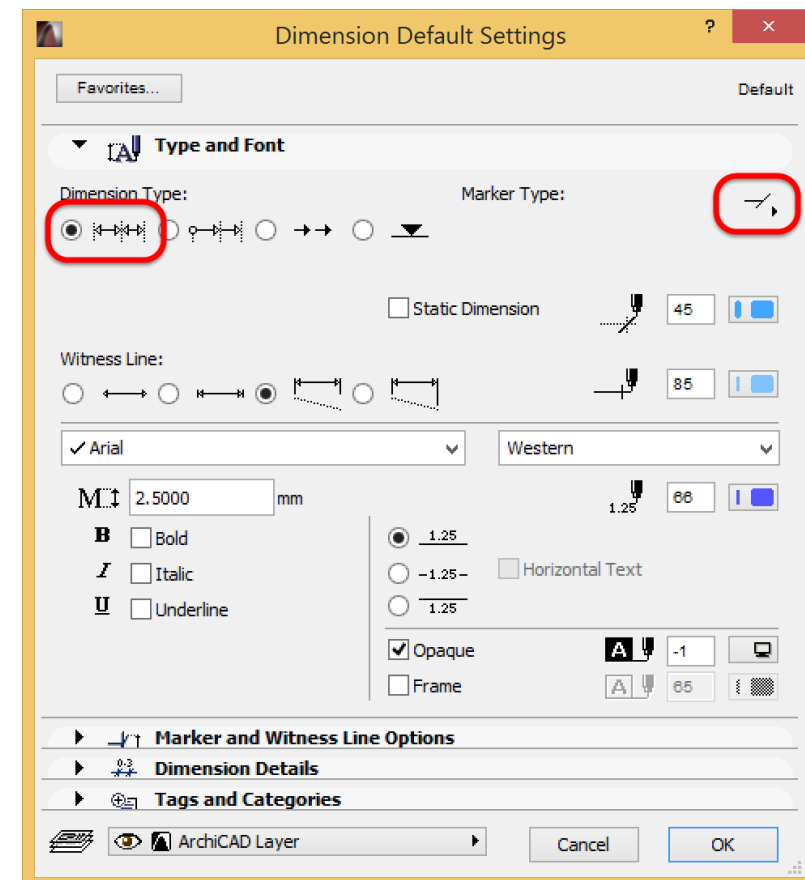 Dimension Default Settings
?
Favorites...
Default
Type and Font
Dimension Type:
Marker Type:
Static Dimension
45
Witness Line:
85
Arial
Western
M 2.5000 mm
1.25
66
B Bold
1.25
I Italic
-1.25-
Horizontal Text
U Underline
1.25
Opaque
A
-1
Frame
A
65
Marker and Witness Line Options
0.3 Dimension Details
Tags and Categories
ArchiCAD Layer
Cancel
OK